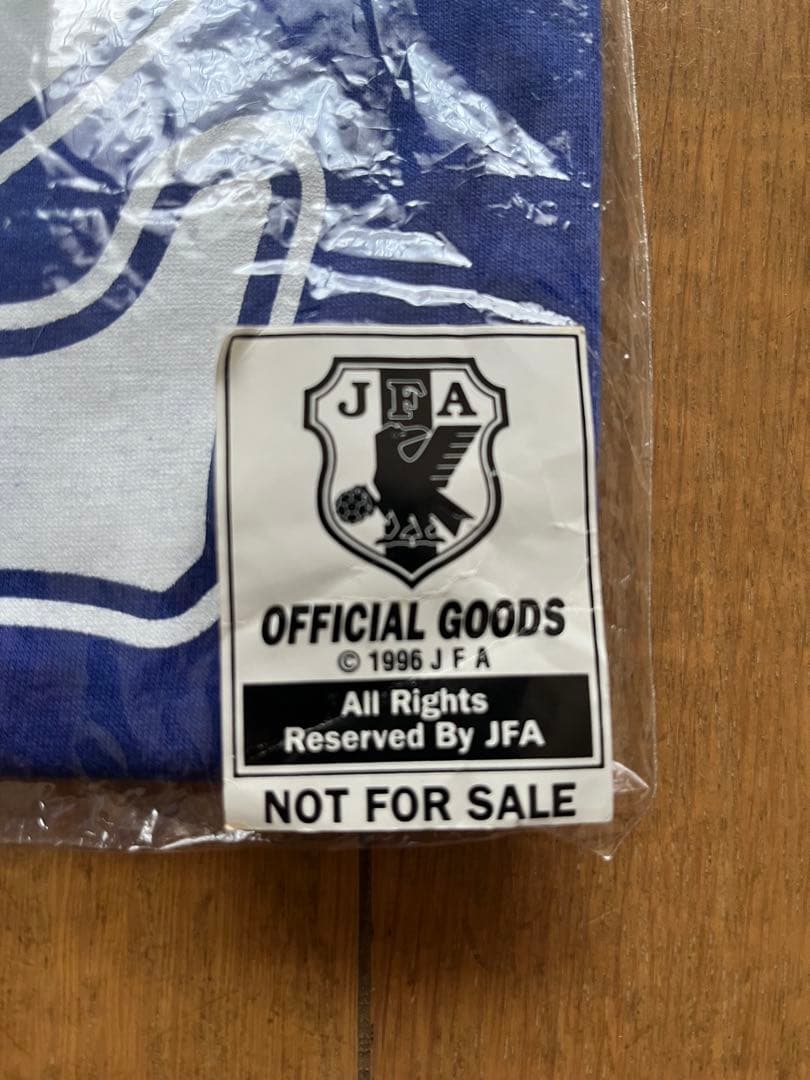 JFA
OFFICIAL GOODS
© 1996 J F A
All Rights
Reserved By JFA
NOT FOR SALE